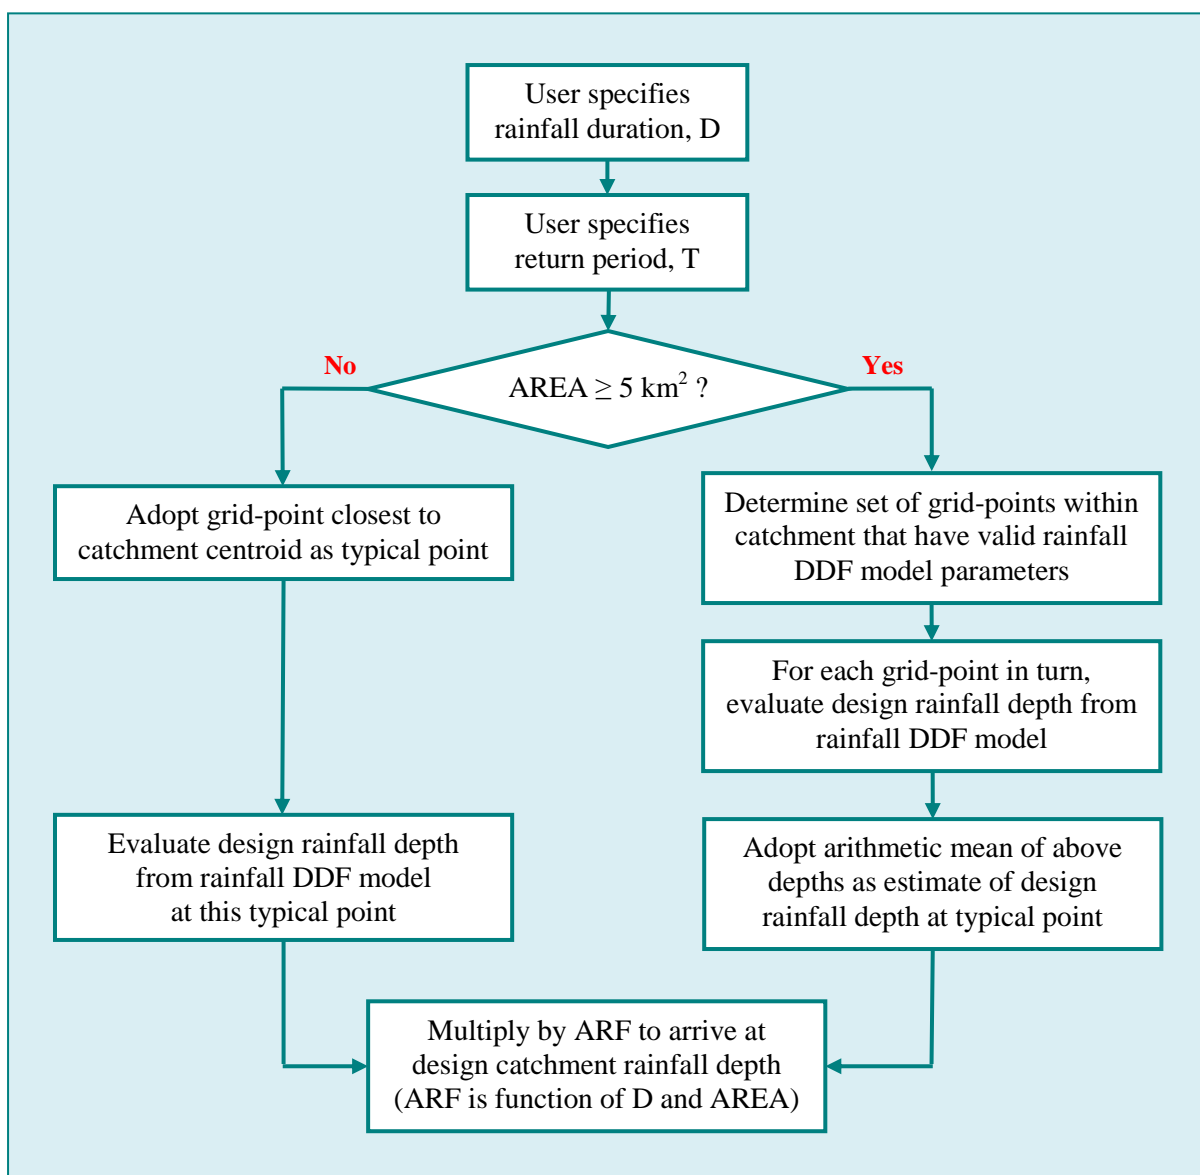 User specifies
rainfall duration, D
User specifies
return period, T
No
Yes
AREA ≥ 5 km² ?
Adopt grid-point closest to
catchment centroid as typical point
Determine set of grid-points within
catchment that have valid rainfall
DDF model parameters
For each grid-point in turn,
evaluate design rainfall depth from
rainfall DDF model
Evaluate design rainfall depth
from rainfall DDF model
at this typical point
Adopt arithmetic mean of above
depths as estimate of design
rainfall depth at typical point
Multiply by ARF to arrive at
design catchment rainfall depth
(ARF is function of D and AREA)